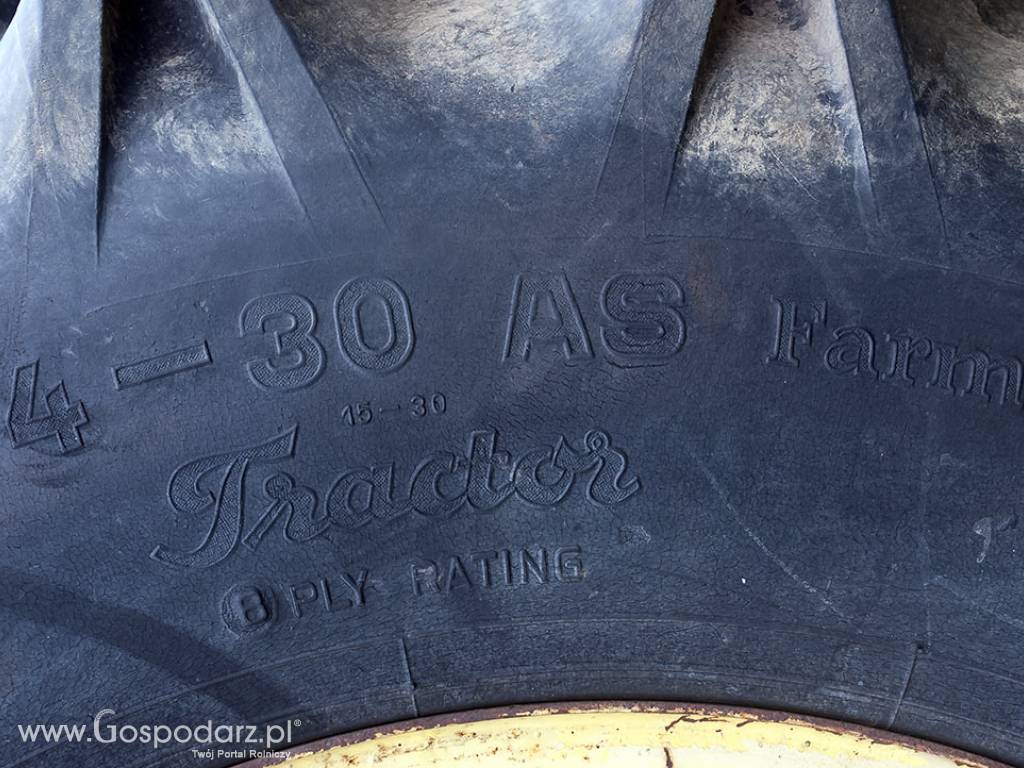 4-30 AS Farm
15-30
Tractor
8 PLY RATING
www.Gospodarz.pl®
Twój Portal Rolniczy